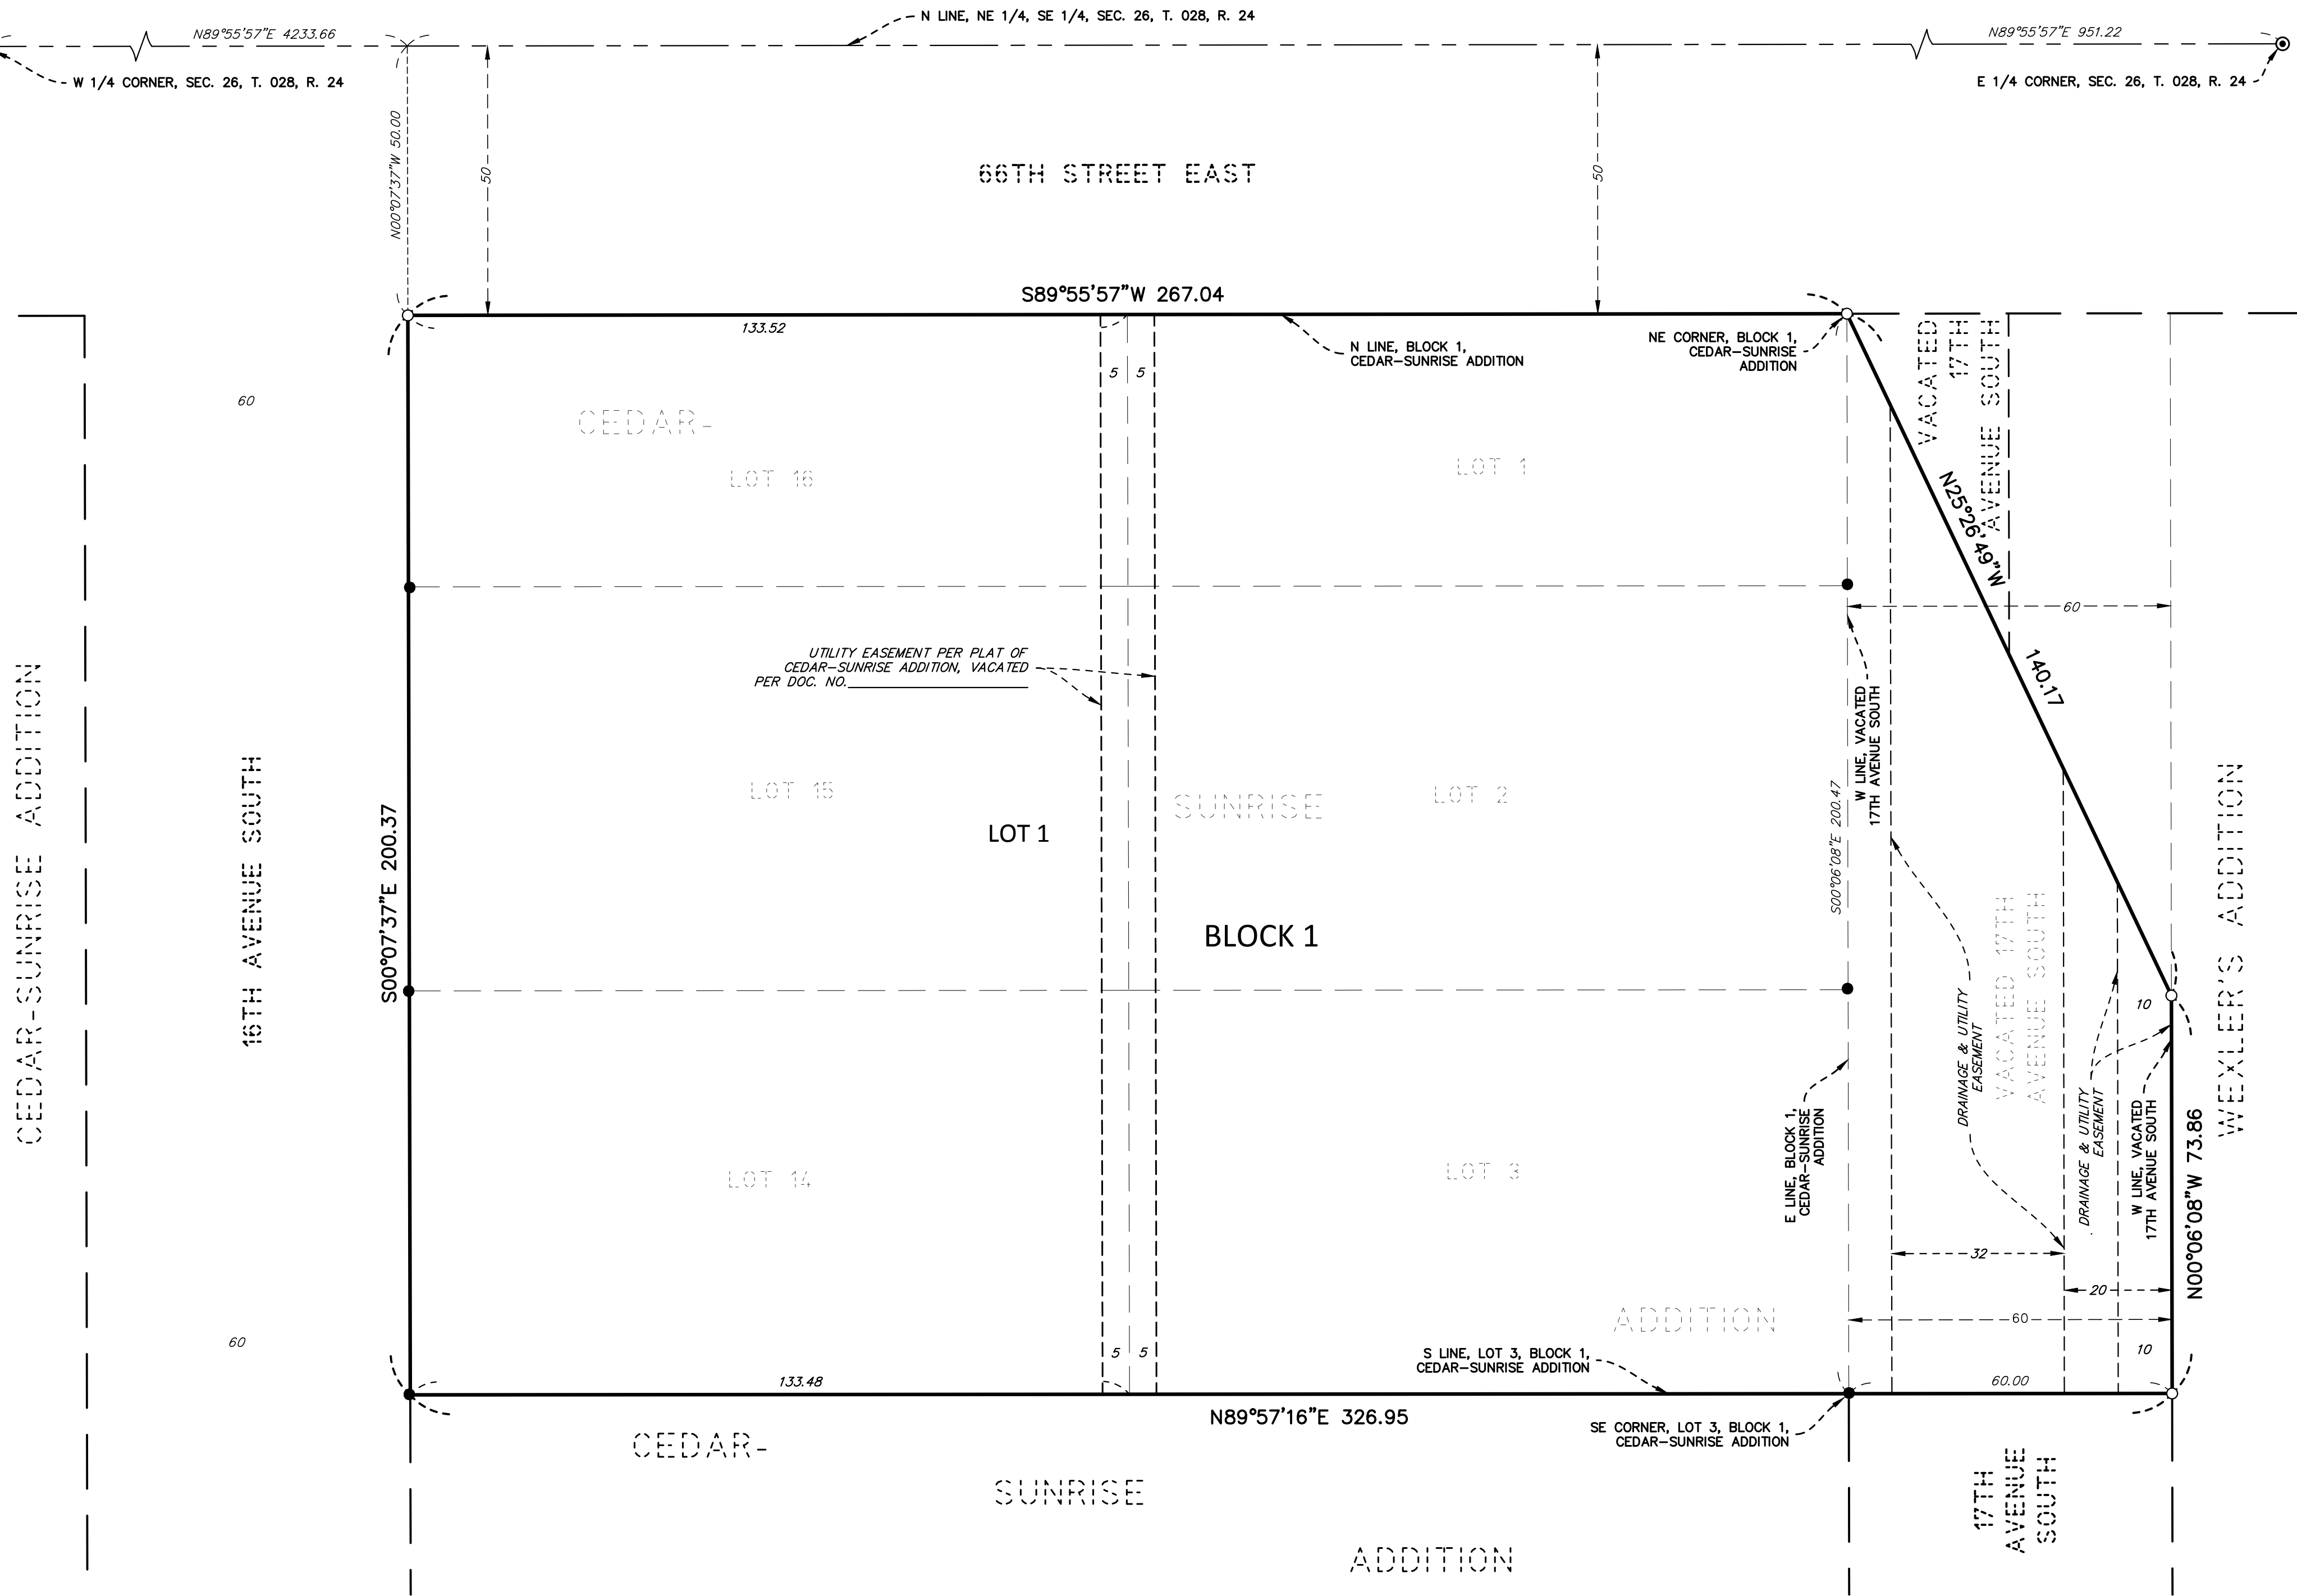 N LINE, NE 1/4, SE 1/4, SEC. 26, T. 028, R. 24
N89°55'57"E 4233.66
N89°55'57"E 951.22
W 1/4 CORNER, SEC. 26, T. 028, R. 24
E 1/4 CORNER, SEC. 26, T. 028, R. 24
N00°07'37"W 50.00
50
50
66TH STREET EAST
S89°55'57"W 267.04
133.52
N LINE, BLOCK 1,
CEDAR-SUNRISE ADDITION
NE CORNER, BLOCK 1,
CEDAR-SUNRISE
ADDITION
VACATED
17TH
AVENUE SOUTH
5
5
60
CEDAR-
LOT 16
LOT 1
N25°26'49"W
140.17
60
UTILITY EASEMENT PER PLAT OF
CEDAR-SUNRISE ADDITION, VACATED
PER DOC. NO.
W LINE, VACATED
17TH AVENUE SOUTH
CEDAR-SUNRISE ADDITION
16TH AVENUE SOUTH
S00°07'37"E 200.37
LOT 15
SUNRISE
LOT 2
LOT 1
BLOCK 1
S00°06'08"E 200.47
VACATED 17TH
AVENUE SOUTH
WEXLER'S ADDITION
10
DRAINAGE & UTILITY
EASEMENT
DRAINAGE & UTILITY
EASEMENT
W LINE, VACATED
17TH AVENUE SOUTH
N00°06'08"W 73.86
E LINE, BLOCK 1,
CEDAR-SUNRISE
ADDITION
LOT 14
LOT 3
32
20
60
ADDITION
60
5
5
10
S LINE, LOT 3, BLOCK 1,
CEDAR-SUNRISE ADDITION
133.48
60.00
N89°57'16"E 326.95
SE CORNER, LOT 3, BLOCK 1,
CEDAR-SUNRISE ADDITION
CEDAR-
SUNRISE
ADDITION
17TH
AVENUE
SOUTH